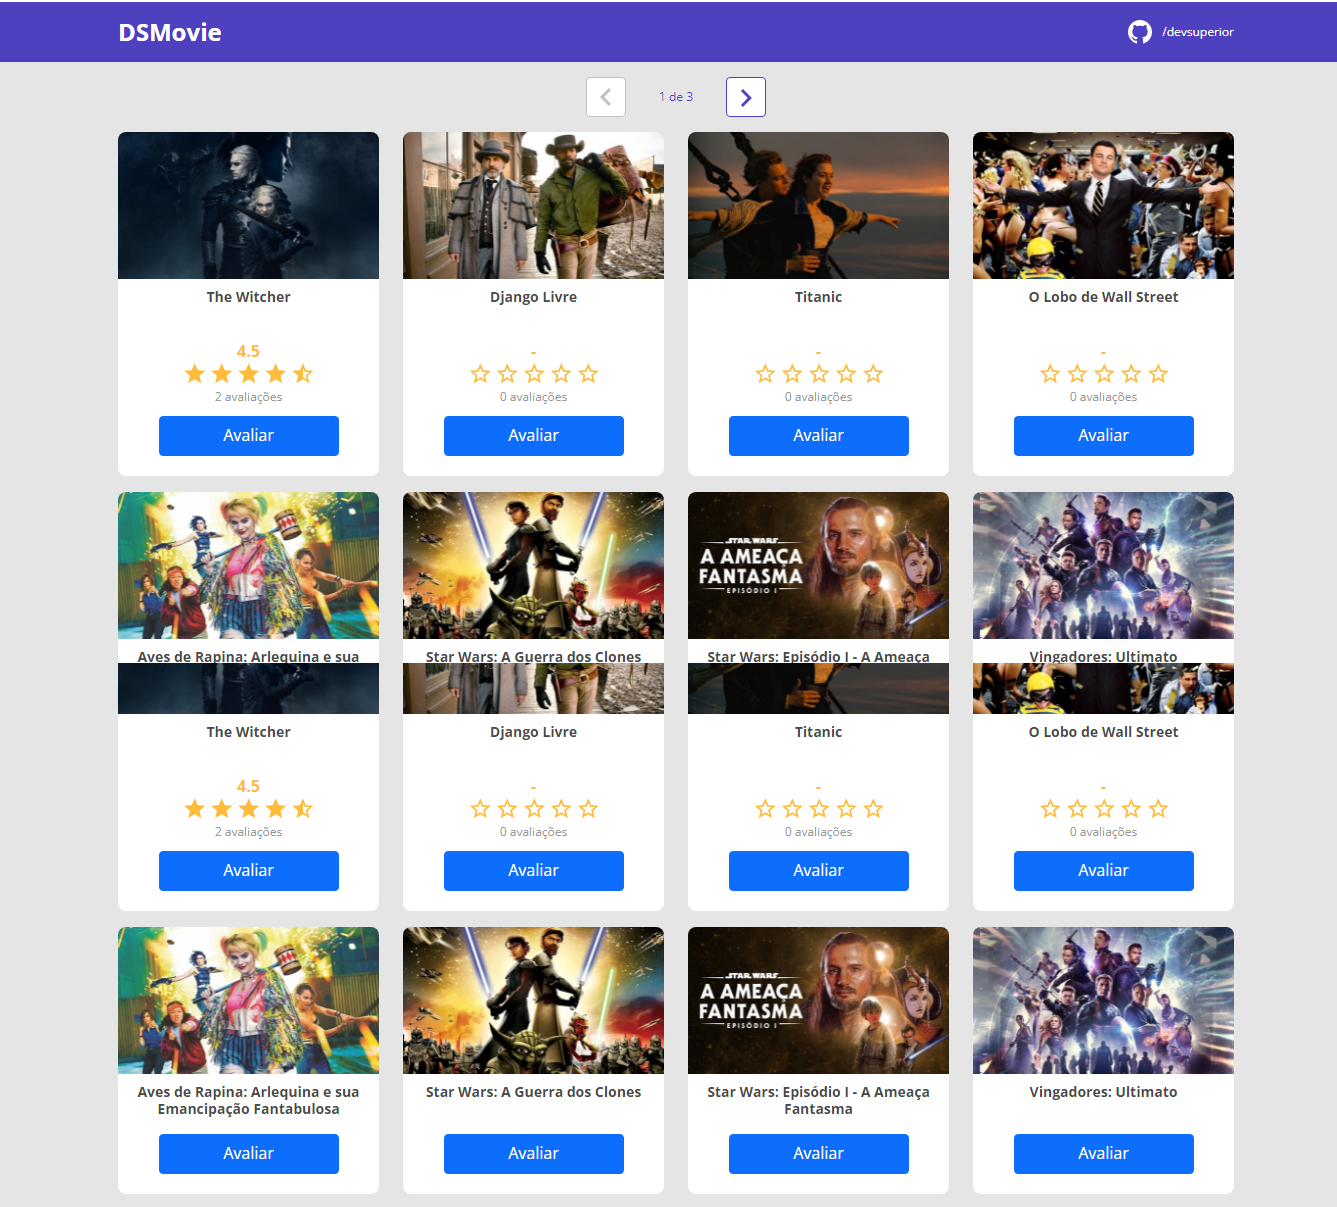 DSMovie
/devsuperior
1 de 3
The Witcher
Django Livre
Titanic
O Lobo de Wall Street
4.5
-
-
-
2 avaliações
0 avaliações
0 avaliações
0 avaliações
Avaliar
Avaliar
Avaliar
Avaliar
STAR WARS
A AMEAÇA
FANTASMA
EPISÓDIO I
Aves de Rapina: Arlequina e sua
Star Wars: A Guerra dos Clones
Star Wars: Episódio I - A Ameaça
Vingadores: Ultimato
The Witcher
Django Livre
Titanic
O Lobo de Wall Street
4.5
-
-
-
2 avaliações
0 avaliações
0 avaliações
0 avaliações
Avaliar
Avaliar
Avaliar
Avaliar
STAR WARS
A AMEAÇA
FANTASMA
EPISÓDIO I
Aves de Rapina: Arlequina e sua
Emancipação Fantabulosa
Star Wars: A Guerra dos Clones
Star Wars: Episódio I - A Ameaça
Fantasma
Vingadores: Ultimato
Avaliar
Avaliar
Avaliar
Avaliar